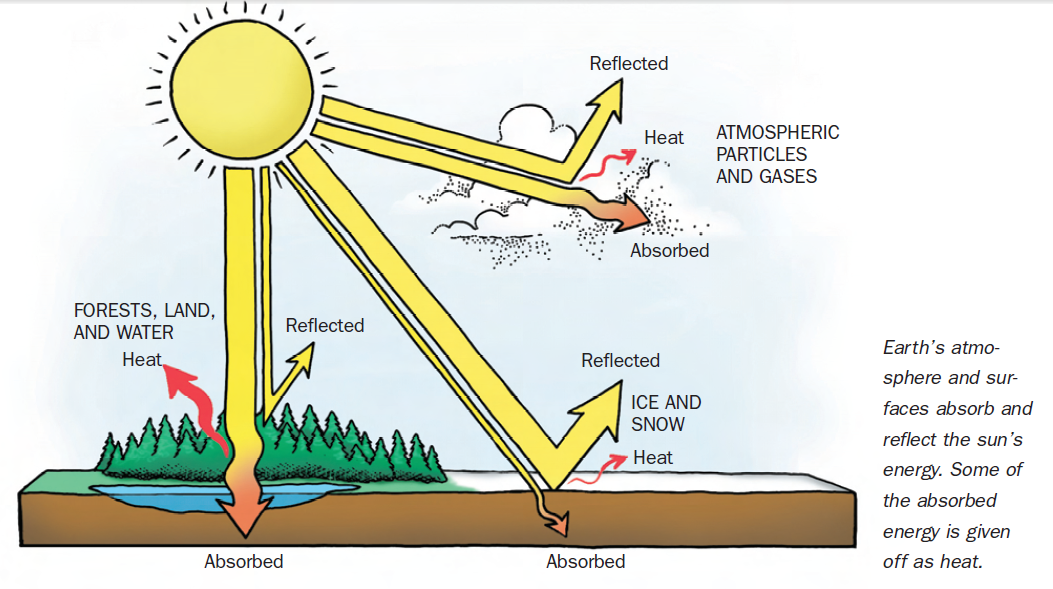 Reflected
Heat
ATMOSPHERIC
PARTICLES
AND GASES
Absorbed
FORESTS, LAND,
AND WATER
Heat
Reflected
Reflected
ICE AND
SNOW
Heat
Absorbed
Absorbed
Earth’s atmo-
sphere and sur-
faces absorb and
reflect the sun’s
energy. Some of
the absorbed
energy is given
off as heat.